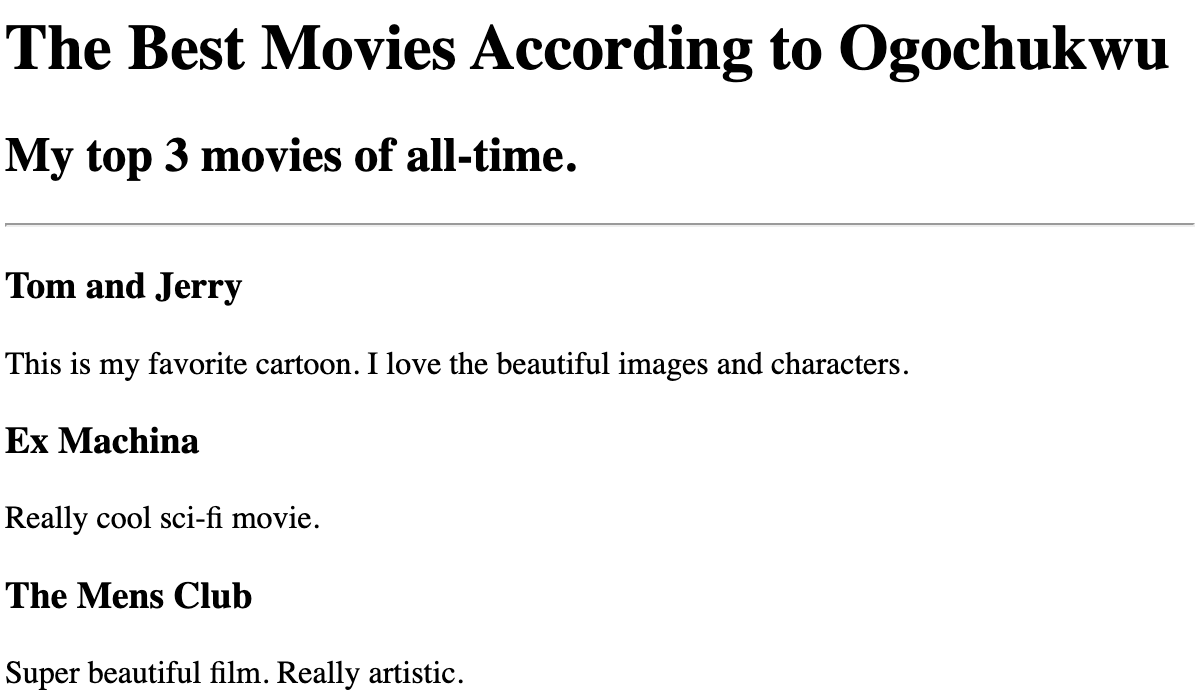 The Best Movies According to Ogochukwu
My top 3 movies of all-time.
Tom and Jerry
This is my favorite cartoon. I love the beautiful images and characters.
Ex Machina
Really cool sci-fi movie.
The Mens Club
Super beautiful film. Really artistic.